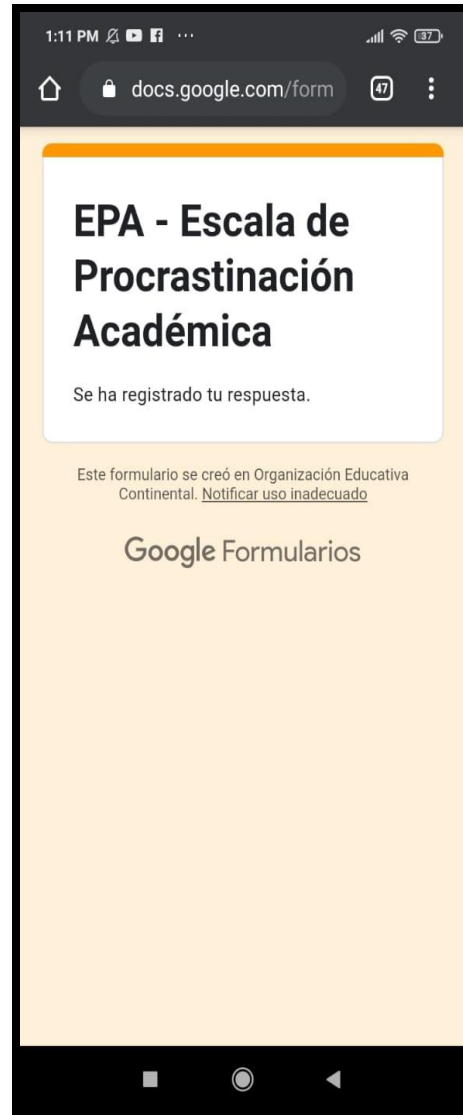 1:11 PM ... 37
docs.google.com/form 47
EPA - Escala de
Procrastinación
Académica
Se ha registrado tu respuesta.
Este formulario se creó en Organización Educativa
Continental. Notificar uso inadecuado
Google Formularios